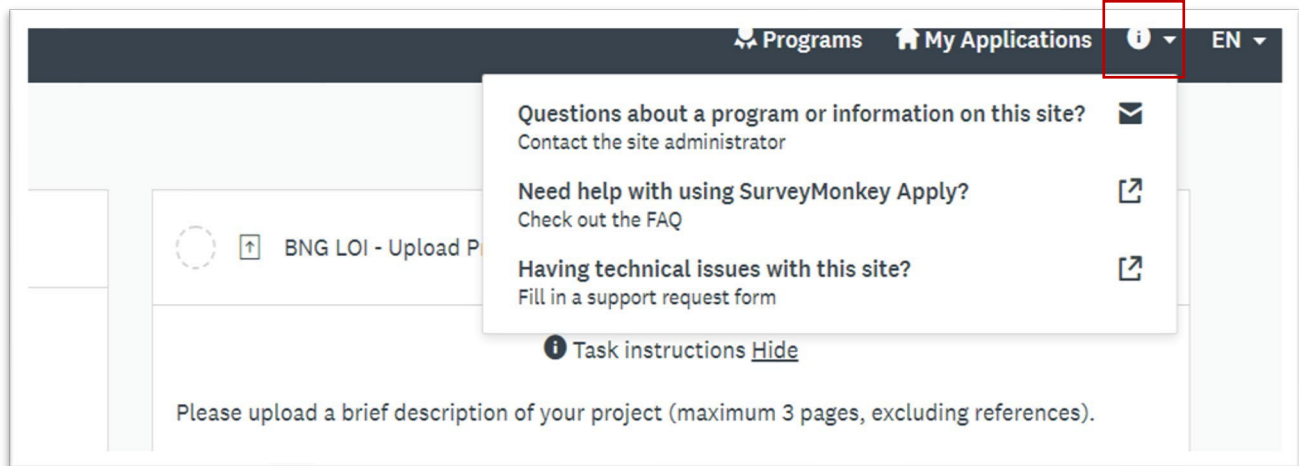 Programs My Applications EN
Questions about a program or information on this site?
Contact the site administrator
Need help with using SurveyMonkey Apply?
Check out the FAQ
Having technical issues with this site?
Fill in a support request form
BNG LOI - Upload
Task instructions Hide
Please upload a brief description of your project (maximum 3 pages, excluding references).